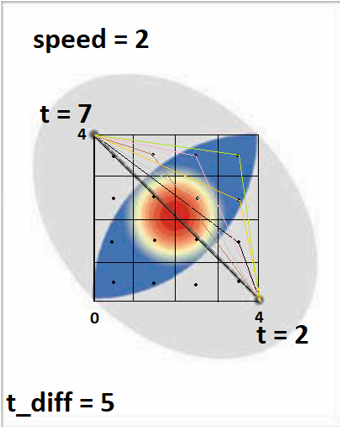 speed = 2
t = 7
4
0
4
t = 2
t_diff = 5